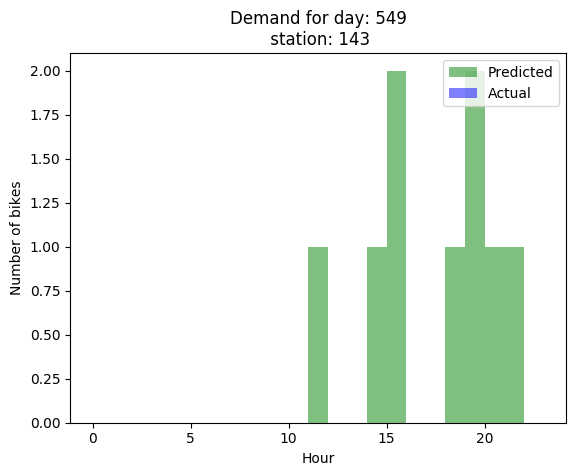 Demand for day: 549
station: 143
Predicted
Actual
2.00
1.75
1.50
1.25
1.00
0.75
0.50
0.25
0.00
Number of bikes
0 5 10 15 20
Hour